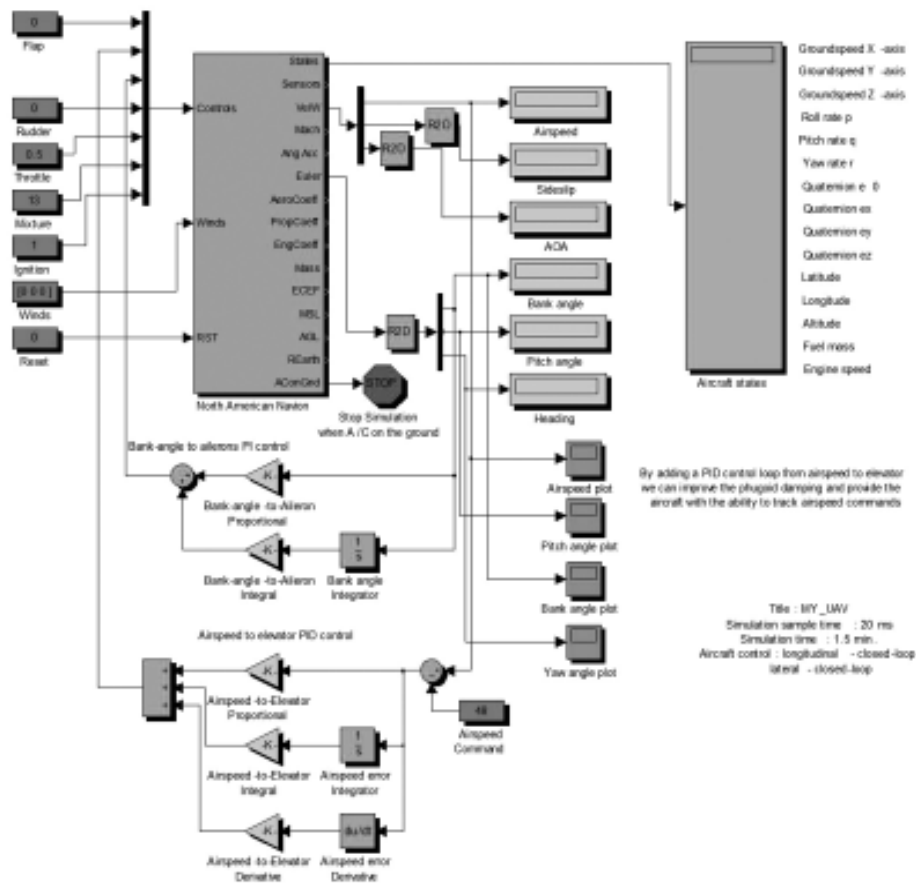 0
Flap
0
Rudder
0.5
Throttle
13
Mixture
1
Ignition
[0 0 0]
Winds
0
Reset
Controls
Winds
RST
States
Sensors
VelW
Mach
Ang Acc
Euler
AeroCoeff
PropCoeff
EngCoeff
Mass
ECEF
MSL
AGL
REarth
AConGnd
North American Navion
R2D
R2D
R2D
STOP
Stop Simulation
when A /C on the ground
Airspeed
Sideslip
AOA
Bank angle
Pitch angle
Heading
Aircraft states
Groundspeed X -axis
Groundspeed Y -axis
Groundspeed Z -axis
Roll rate p
Pitch rate q
Yaw rate r
Quaternion e 0
Quaternion ex
Quaternion ey
Quaternion ez
Latitude
Longitude
Altitude
Fuel mass
Engine speed
Bank-angle to ailerons PI control
-K-
Bank-angle -to-Aileron
Proportional
-K-
Bank-angle -to-Aileron
Integral
1
s
Bank angle
Integrator
Airspeed plot
Pitch angle plot
Bank angle plot
Yaw angle plot
By adding a PID control loop from airspeed to elevator
we can improve the phugoid damping and provide the
aircraft with the ability to track airspeed commands
Airspeed to elevator PID control
-K-
Airspeed -to-Elevator
Proportional
-K-
Airspeed -to-Elevator
Integral
1
s
Airspeed error
Integrator
-K-
Airspeed -to-Elevator
Derivative
du/dt
Airspeed error
Derivative
Airspeed
Command
Title : MY_UAV
Simulation sample time : 20 ms
Simulation time : 1.5 min.
Aircraft control : longitudinal - closed-loop
lateral - closed-loop